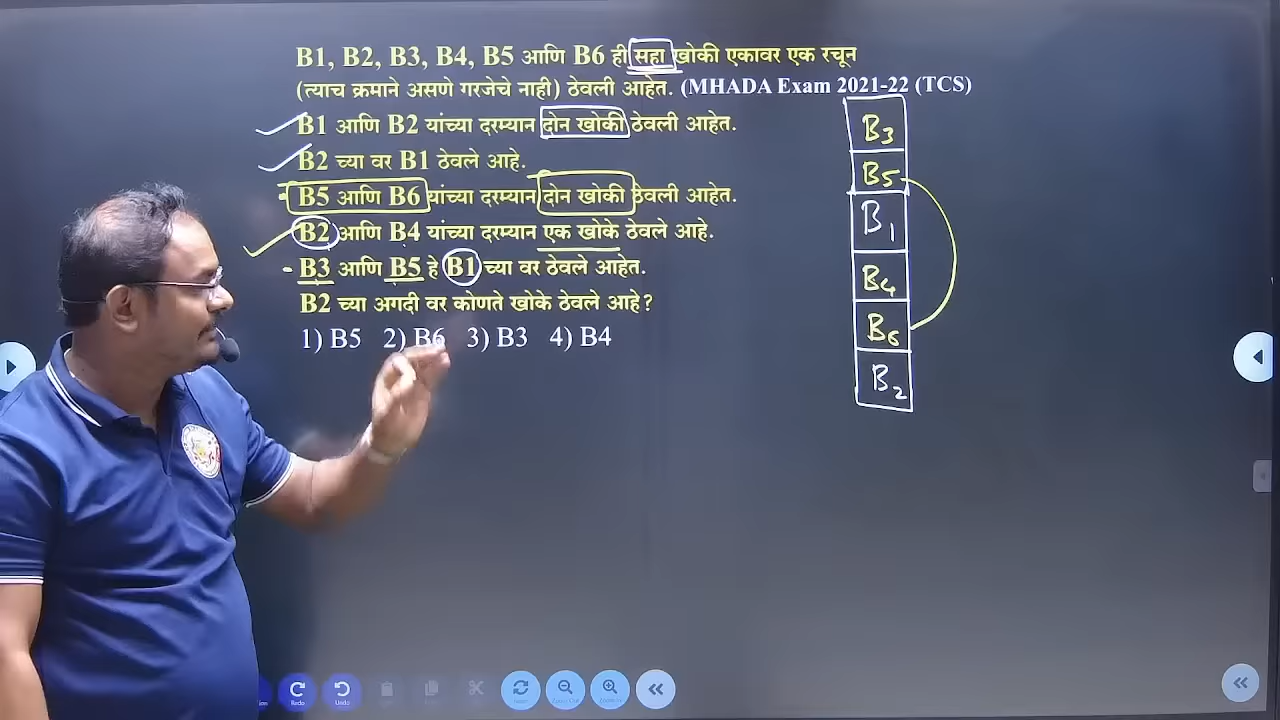 B1, B2, B3, B4, B5 आणि B6 ही सहा खोकी एकावर एक रचून
(त्याच क्रमाने असणे गरजेचे नाही) ठेवली आहेत. (MHADA Exam 2021-22 (TCS)
B1 आणि B2 यांच्या दरम्यान दोन खोकी ठेवली आहेत.
B2 च्या वर B1 ठेवले आहे.
B5 आणि B6 यांच्या दरम्यान दोन खोकी ठेवली आहेत.
B2 आणि B4 यांच्या दरम्यान एक खोके ठेवले आहे.
- B3 आणि B5 हे B1 च्या वर ठेवले आहेत.
B2 च्या अगदी वर कोणते खोके ठेवले आहे?
1) B5 2) B6 3) B3 4) B4
B3
B5
B1
B4
B6
B2
Redo
Undo